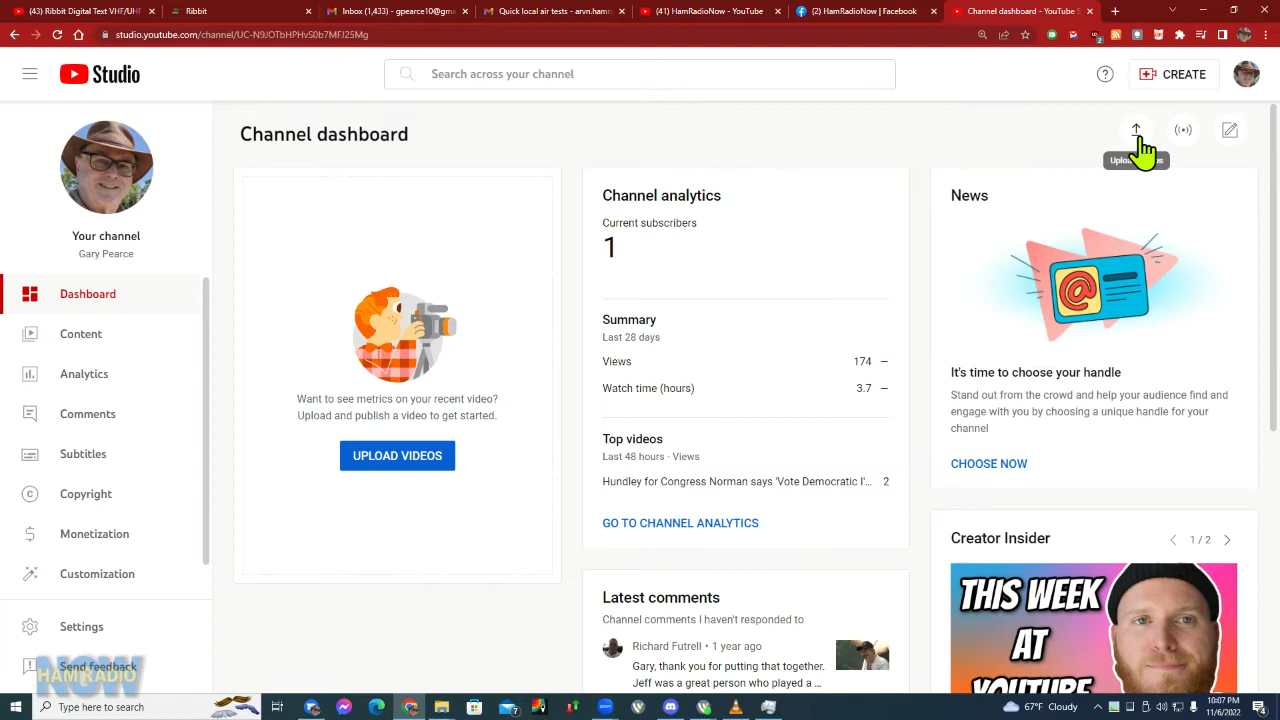 (43) Ribbit Digital Text VHF/UHF
Ribbit
Inbox (1,433) - gpearce10@gme
Quick local air tests - arvn.hamr
(41) HamRadioNow - YouTube
(2) HamRadioNow | Facebook
Channel dashboard - YouTube
studio.youtube.com/channel/UC-N9JOTbHPHvS0b7MFJ25Mg
Studio
Search across your channel
CREATE
Channel dashboard
Your channel
Gary Pearce
Dashboard
Content
Analytics
Comments
Subtitles
Copyright
Monetization
Customization
Settings
Send feedback
HAM RADIO
NOW
Want to see metrics on your recent video?
Upload and publish a video to get started.
UPLOAD VIDEOS
Channel analytics
Current subscribers
1
Summary
Last 28 days
Views 174 —
Watch time (hours) 3.7 —
Top videos
Last 48 hours · Views
Hundley for Congress Norman says 'Vote Democratic I'... 2
GO TO CHANNEL ANALYTICS
Latest comments
Channel comments I haven't responded to
Richard Futrell • 1 year ago
Gary, thank you for putting that together.
Jeff was a great person who played a ...
News
It's time to choose your handle
Stand out from the crowd and help your audience find and
engage with you by choosing a unique handle for your
channel
CHOOSE NOW
Creator Insider
1 / 2
THIS WEEK
AT
YOUTUBE
Type here to search
67°F Cloudy
10:07 PM
11/6/2022